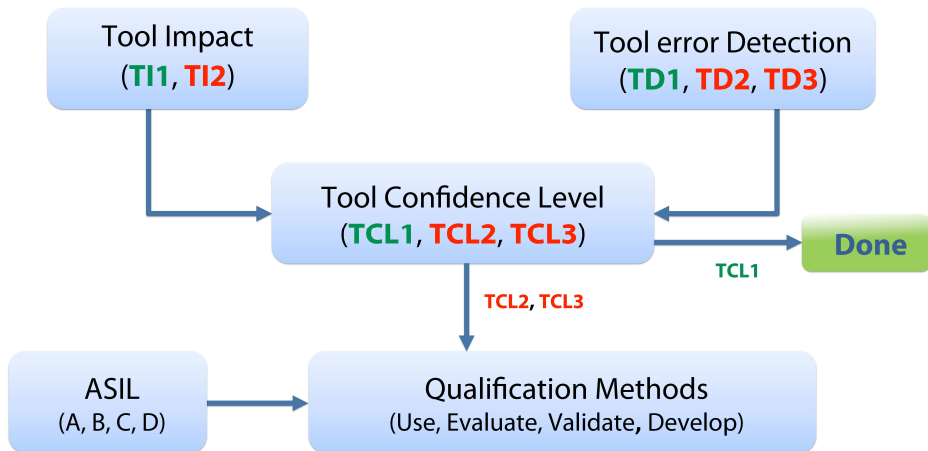 Tool Impact
(TI1, TI2)
Tool error Detection
(TD1, TD2, TD3)
Tool Confidence Level
(TCL1, TCL2, TCL3)
Done
TCL1
TCL2, TCL3
ASIL
(A, B, C, D)
Qualification Methods
(Use, Evaluate, Validate, Develop)